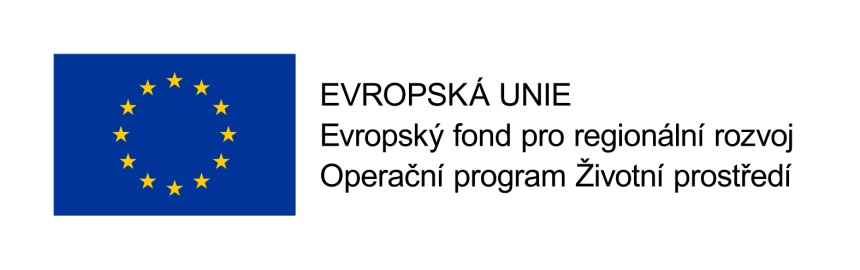 EVROPSKÁ UNIE
Evropský fond pro regionální rozvoj
Operační program Životní prostředí